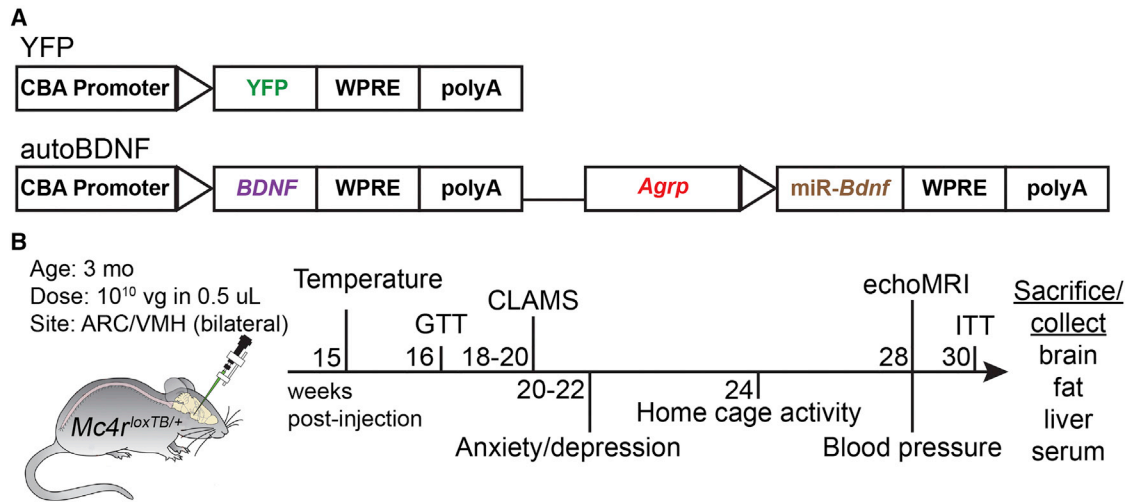 A
YFP
CBA Promoter YFP WPRE polyA
autoBDNF
CBA Promoter BDNF WPRE polyA Agrp miR-Bdnf WPRE polyA
B
Age: 3 mo
Dose: 10¹⁰ vg in 0.5 uL
Site: ARC/VMH (bilateral)
Mc4r^loxTB/+
Temperature
GTT
CLAMS
echoMRI
ITT
15
16
18-20
28
30
weeks
post-injection
20-22
24
Anxiety/depression
Home cage activity
Blood pressure
Sacrifice/
collect
brain
fat
liver
serum